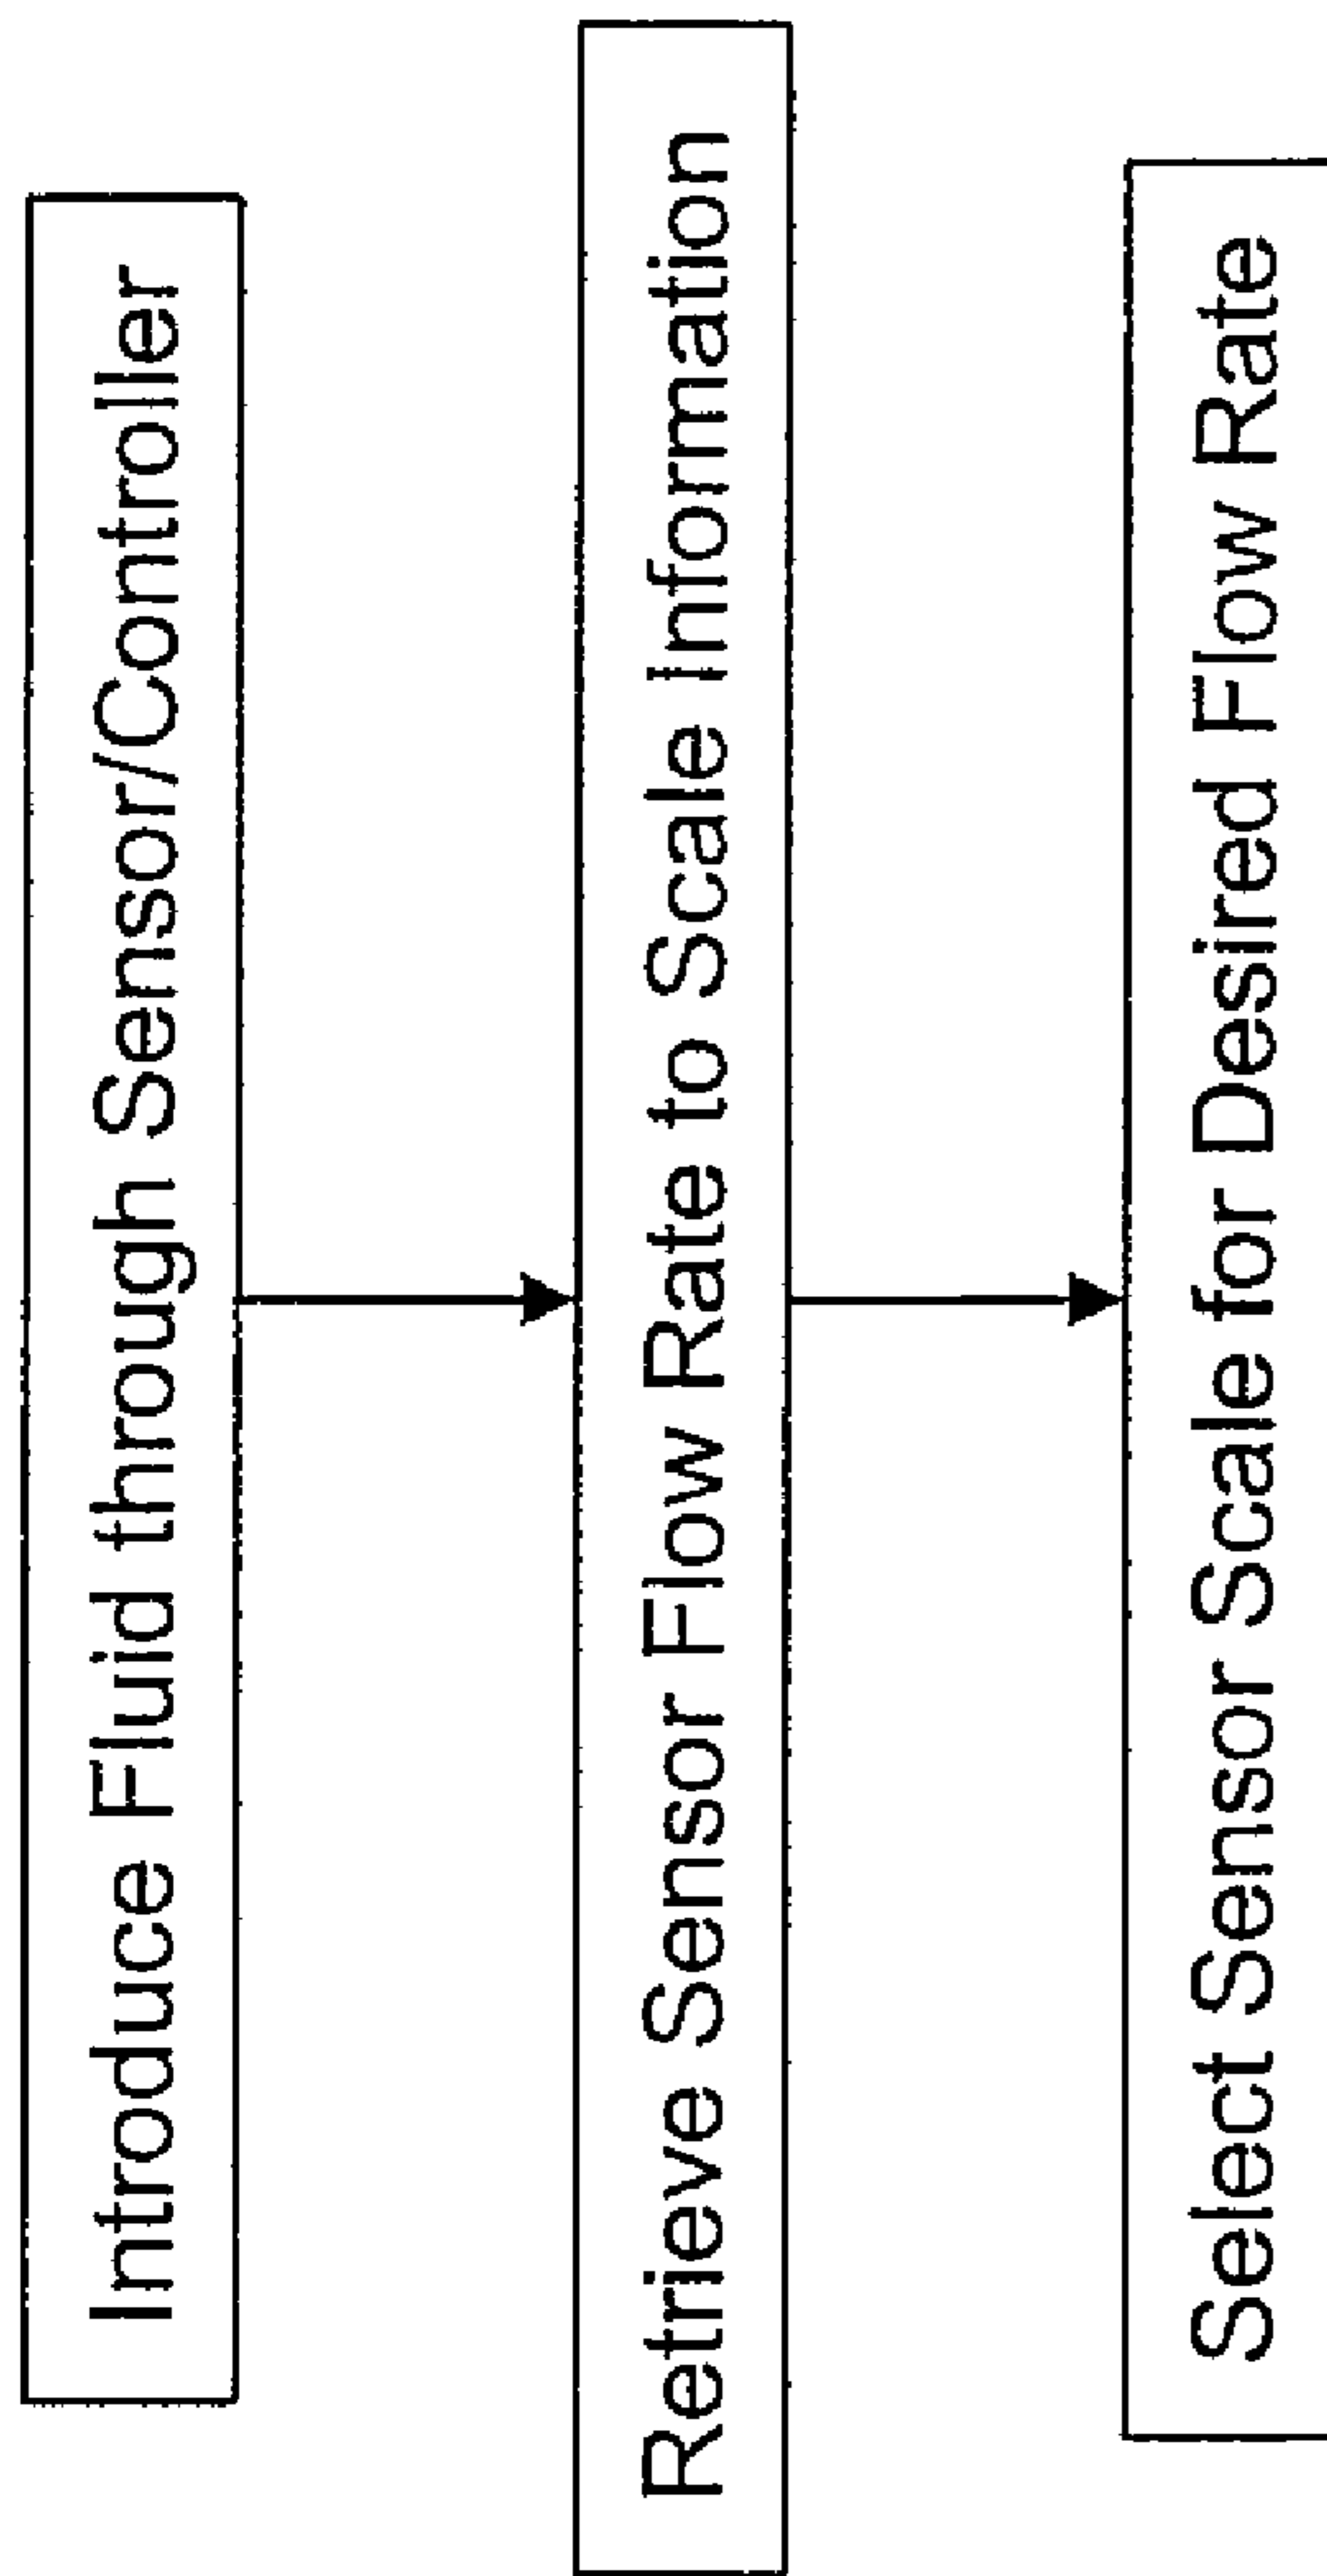 Introduce Fluid through Sensor/Controller
Retrieve Sensor Flow Rate to Scale Information
Select Sensor Scale for Desired Flow Rate